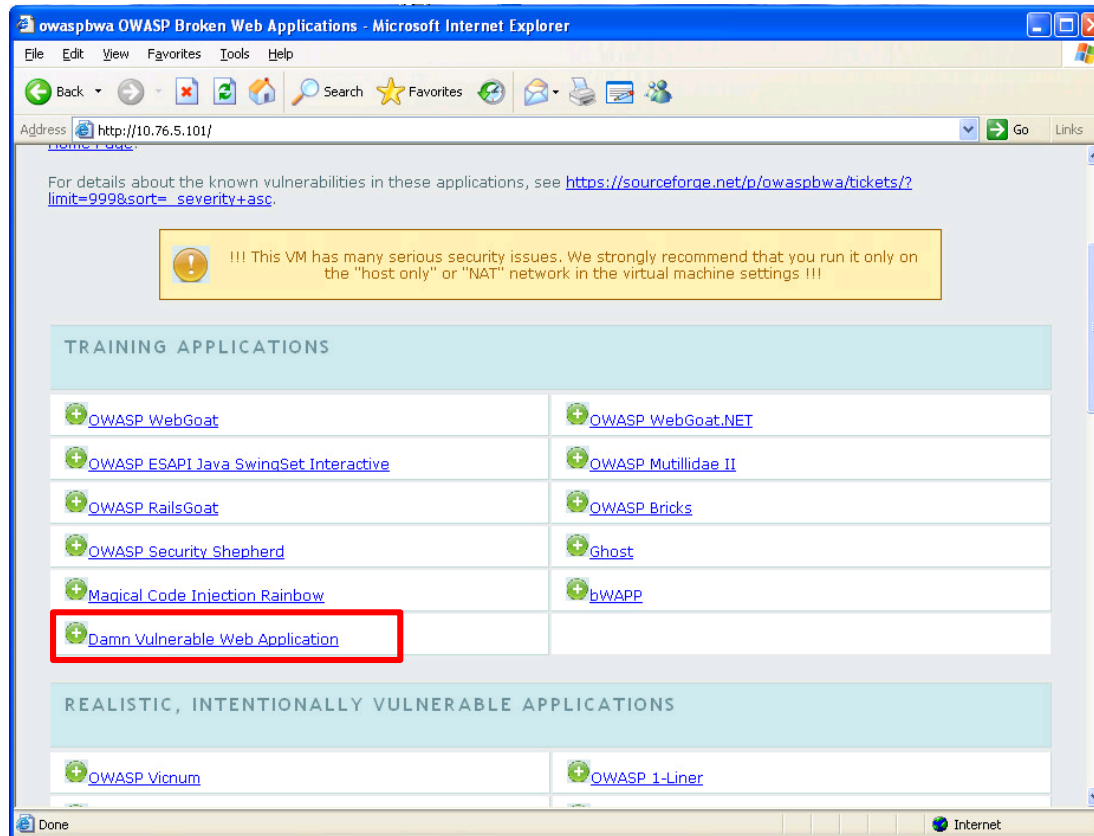 owaspbwa OWASP Broken Web Applications - Microsoft Internet Explorer
File Edit View Favorites Tools Help
Back Search Favorites
Address http://10.76.5.101/ Go Links
Home Page.
For details about the known vulnerabilities in these applications, see https://sourceforge.net/p/owaspbwa/tickets/?
limit=999&sort=_severity+asc.
!!! This VM has many serious security issues. We strongly recommend that you run it only on
the "host only" or "NAT" network in the virtual machine settings !!!
TRAINING APPLICATIONS
OWASP WebGoat OWASP WebGoat.NET
OWASP ESAPI Java SwingSet Interactive OWASP Mutillidae II
OWASP RailsGoat OWASP Bricks
OWASP Security Shepherd Ghost
Magical Code Injection Rainbow bWAPP
Damn Vulnerable Web Application
REALISTIC, INTENTIONALLY VULNERABLE APPLICATIONS
OWASP Vicnum OWASP 1-Liner
Done Internet